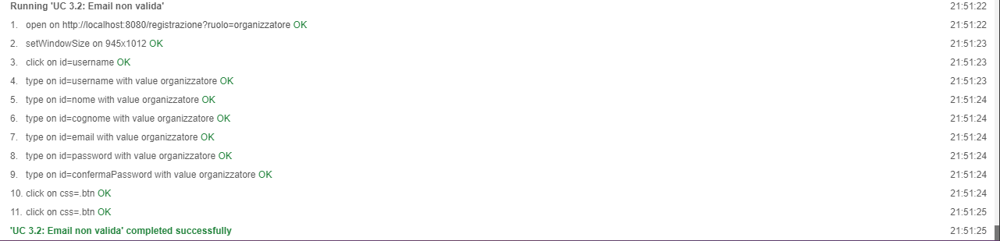 Running 'UC 3.2: Email non valida' 21:51:22
1. open on http://localhost:8080/registrazione?ruolo=organizzatore OK 21:51:22
2. setWindowSize on 945x1012 OK 21:51:23
3. click on id=username OK 21:51:23
4. type on id=username with value organizzatore OK 21:51:23
5. type on id=nome with value organizzatore OK 21:51:24
6. type on id=cognome with value organizzatore OK 21:51:24
7. type on id=email with value organizzatore OK 21:51:24
8. type on id=password with value organizzatore OK 21:51:24
9. type on id=confermaPassword with value organizzatore OK 21:51:24
10. click on css=.btn OK 21:51:24
11. click on css=.btn OK 21:51:25
'UC 3.2: Email non valida' completed successfully 21:51:25